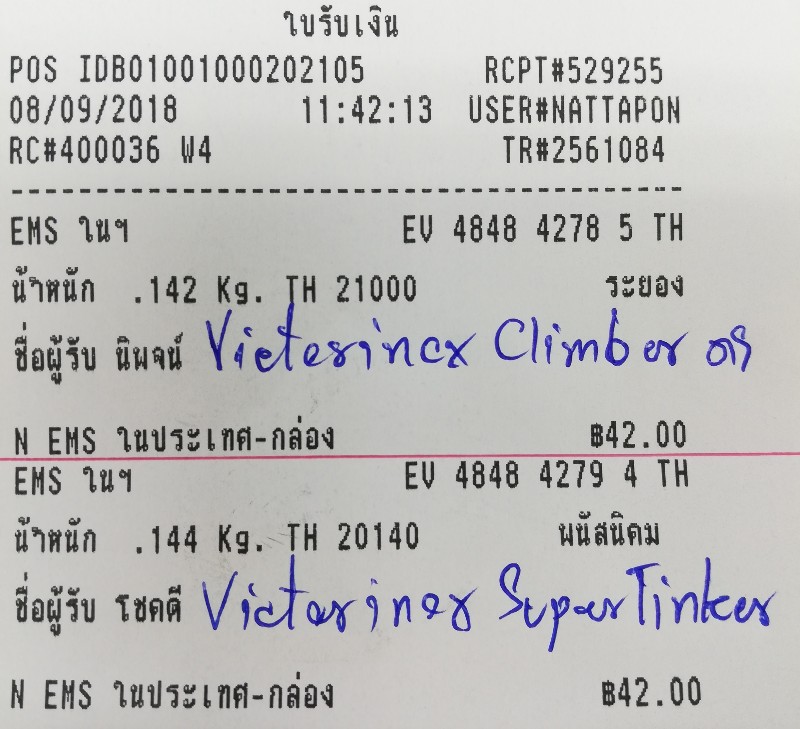 ใบรับเงิน
POS IDB01001000202105 RCPT#529255
08/09/2018 11:42:13 USER#NATTAPON
RC#400036 W4 TR#2561084
EMS ในฯ EV 4848 4278 5 TH
น้ำหนัก .142 Kg. TH 21000 ระยอง
ชื่อผู้รับ นิพจน์ Victorinox Climber
N EMS ในประเทศ-กล่อง ฿42.00
EMS ในฯ EV 4848 4279 4 TH
น้ำหนัก .144 Kg. TH 20140 พนัสนิคม
ชื่อผู้รับ โชคดี Victorinox SuperTinker
N EMS ในประเทศ-กล่อง ฿42.00